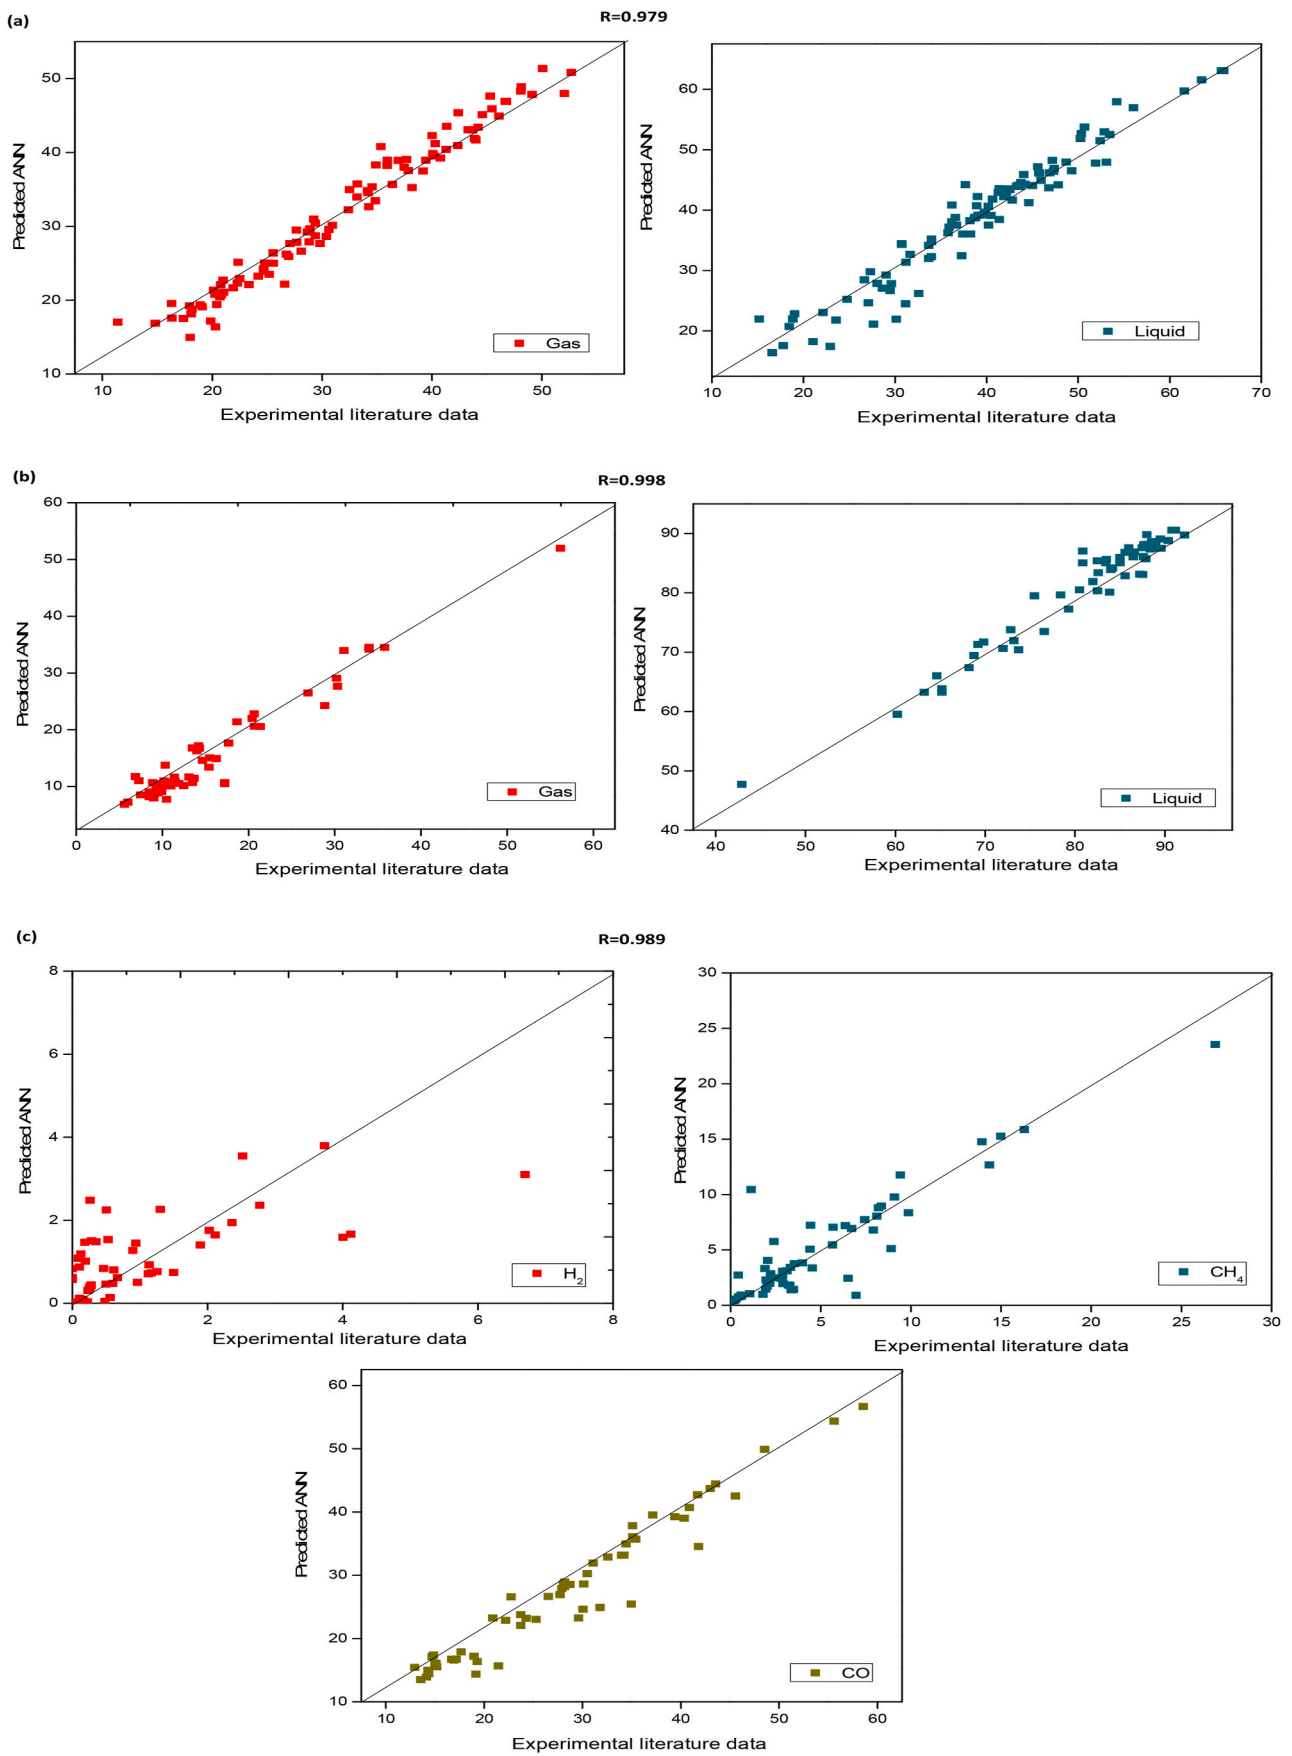 (a)
R=0.979
50
40
30
20
10
Predicted ANN
10 20 30 40 50
Experimental literature data
Gas
60
50
40
30
20
Predicted ANN
10 20 30 40 50 60 70
Experimental literature data
Liquid
(b)
R=0.998
60
50
40
30
20
10
Predicted ANN
0 10 20 30 40 50 60
Experimental literature data
Gas
90
80
70
60
50
40
Predicted ANN
40 50 60 70 80 90
Experimental literature data
Liquid
(c)
R=0.989
8
6
4
2
0
Predicted ANN
0 2 4 6 8
Experimental literature data
H2
30
25
20
15
10
5
0
Predicted ANN
0 5 10 15 20 25 30
Experimental literature data
CH4
60
50
40
30
20
10
Predicted ANN
10 20 30 40 50 60
Experimental literature data
CO